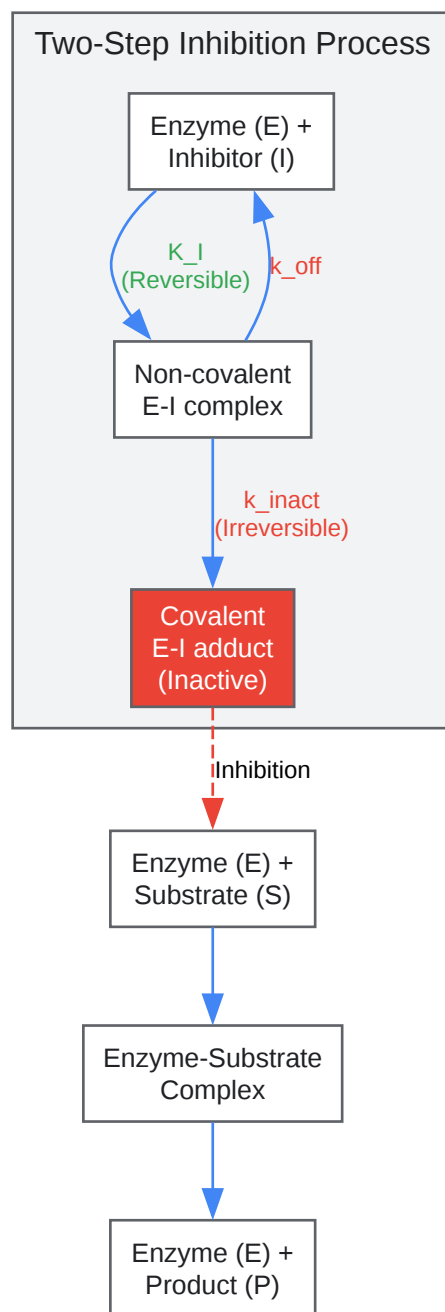 Two-Step Inhibition Process
Enzyme (E) +
Inhibitor (I)
K_I
(Reversible)
k_off
Non-covalent
E-I complex
k_inact
(Irreversible)
Covalent
E-I adduct
(Inactive)
Inhibition
Enzyme (E) +
Substrate (S)
Enzyme-Substrate
Complex
Enzyme (E) +
Product (P)